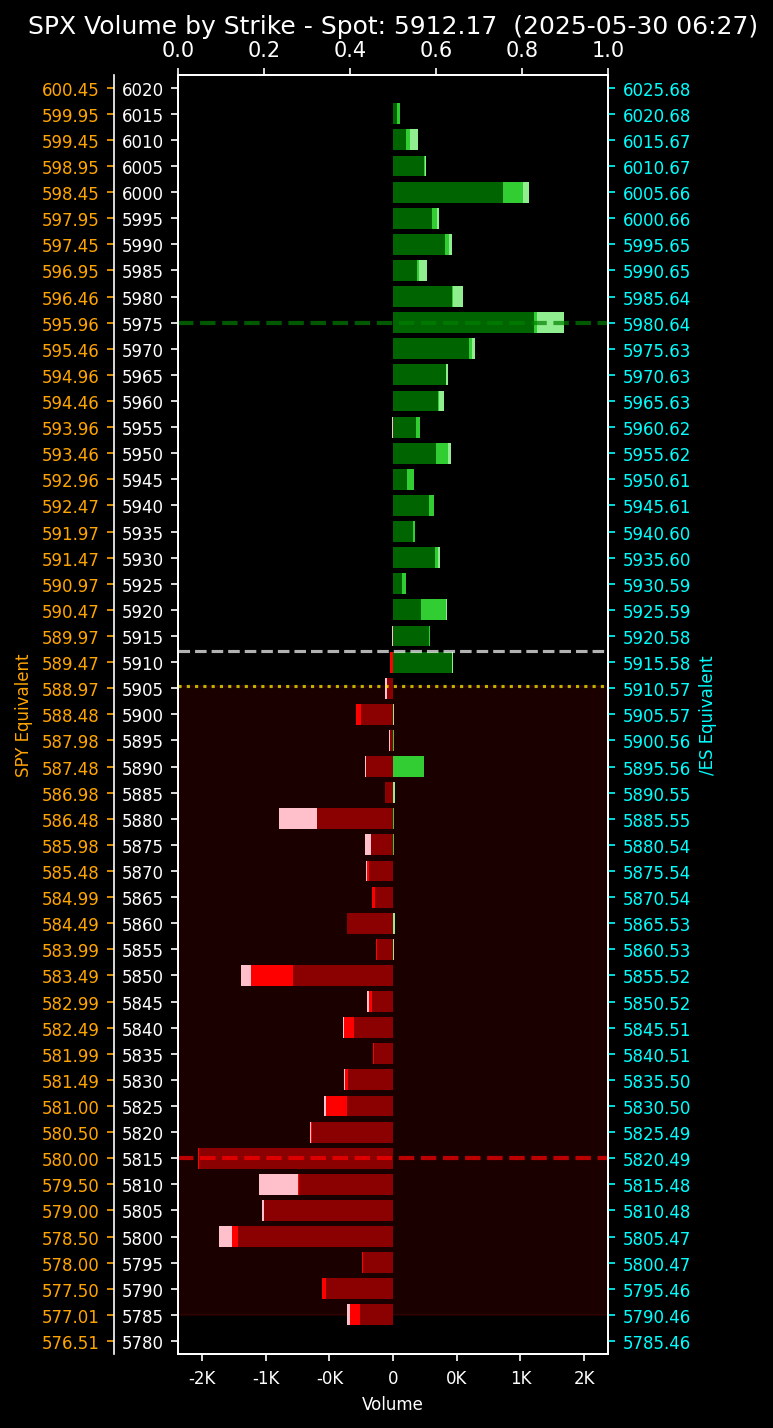 SPX Volume by Strike - Spot: 5912.17  (2025-05-30 06:27)
0.0 0.2 0.4 0.6 0.8 1.0
600.45 6020 6025.68
599.95 6015 6020.68
599.45 6010 6015.67
598.95 6005 6010.67
598.45 6000 6005.66
597.95 5995 6000.66
597.45 5990 5995.65
596.95 5985 5990.65
596.46 5980 5985.64
595.96 5975 5980.64
595.46 5970 5975.63
594.96 5965 5970.63
594.46 5960 5965.63
593.96 5955 5960.62
593.46 5950 5955.62
592.96 5945 5950.61
592.47 5940 5945.61
591.97 5935 5940.60
591.47 5930 5935.60
590.97 5925 5930.59
590.47 5920 5925.59
589.97 5915 5920.58
589.47 5910 5915.58
588.97 5905 5910.57
588.48 5900 5905.57
587.98 5895 5900.56
587.48 5890 5895.56
586.98 5885 5890.55
586.48 5880 5885.55
585.98 5875 5880.54
585.48 5870 5875.54
584.99 5865 5870.54
584.49 5860 5865.53
583.99 5855 5860.53
583.49 5850 5855.52
582.99 5845 5850.52
582.49 5840 5845.51
581.99 5835 5840.51
581.49 5830 5835.50
581.00 5825 5830.50
580.50 5820 5825.49
580.00 5815 5820.49
579.50 5810 5815.48
579.00 5805 5810.48
578.50 5800 5805.47
578.00 5795 5800.47
577.50 5790 5795.46
577.01 5785 5790.46
576.51 5780 5785.46
SPY Equivalent
/ES Equivalent
-2K -1K -0K 0 0K 1K 2K
Volume